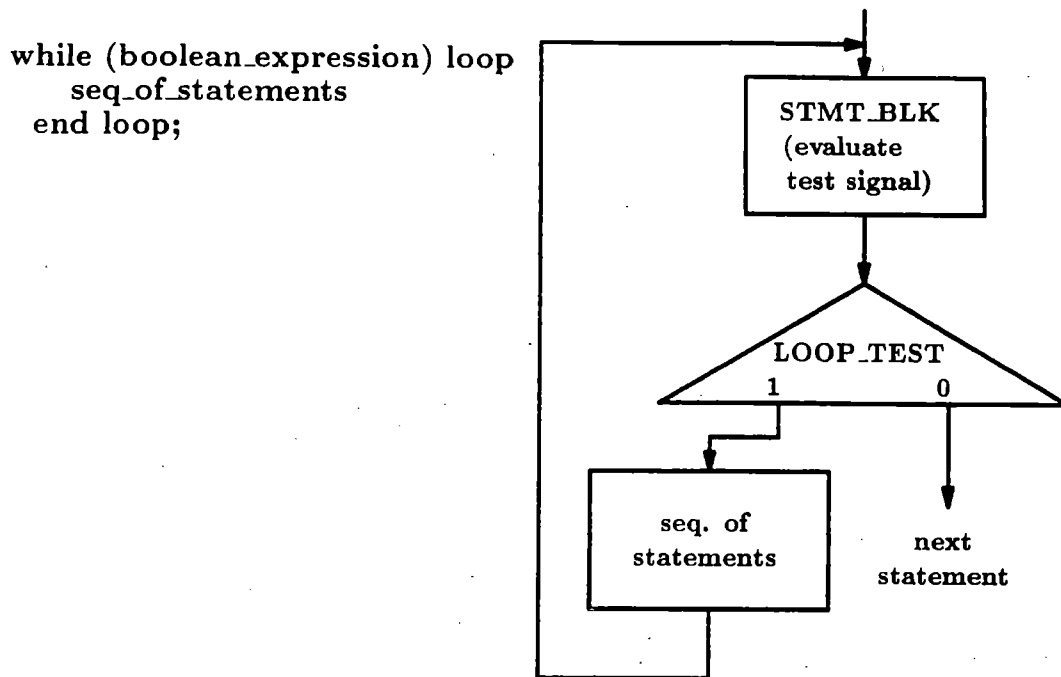 while (boolean_expression) loop
seq_of_statements
end loop;
STMT_BLK
(evaluate
test signal)
LOOP_TEST
1 0
seq. of
statements
next
statement